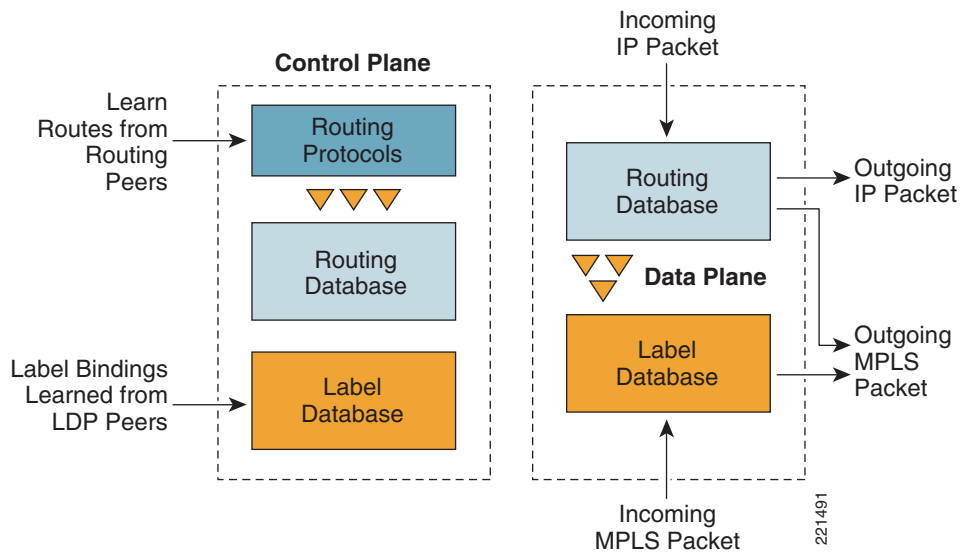 Control Plane
Learn
Routes from
Routing
Peers
Routing
Protocols
Routing
Database
Label Bindings
Learned from
LDP Peers
Label
Database
Incoming
IP Packet
Routing
Database
Outgoing
IP Packet
Data Plane
Label
Database
Outgoing
MPLS
Packet
Incoming
MPLS Packet
221491